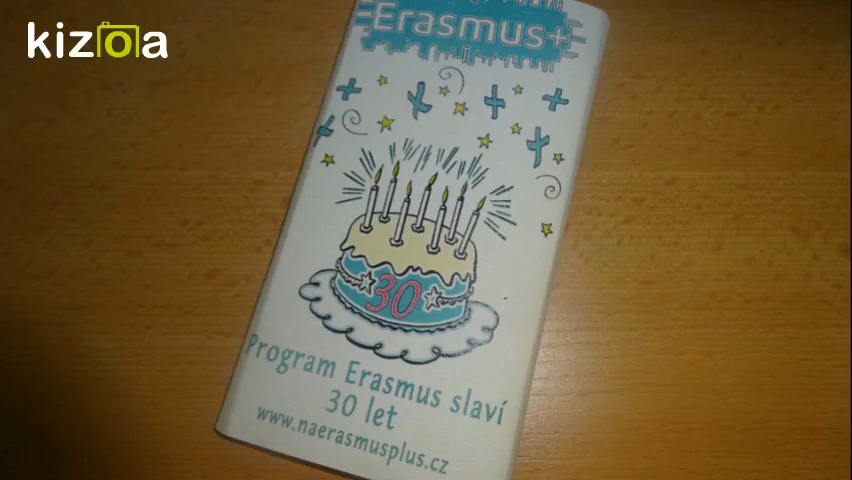 kizoa
Erasmus+
30
Program Erasmus slaví
30 let
www.naerasmusplus.cz